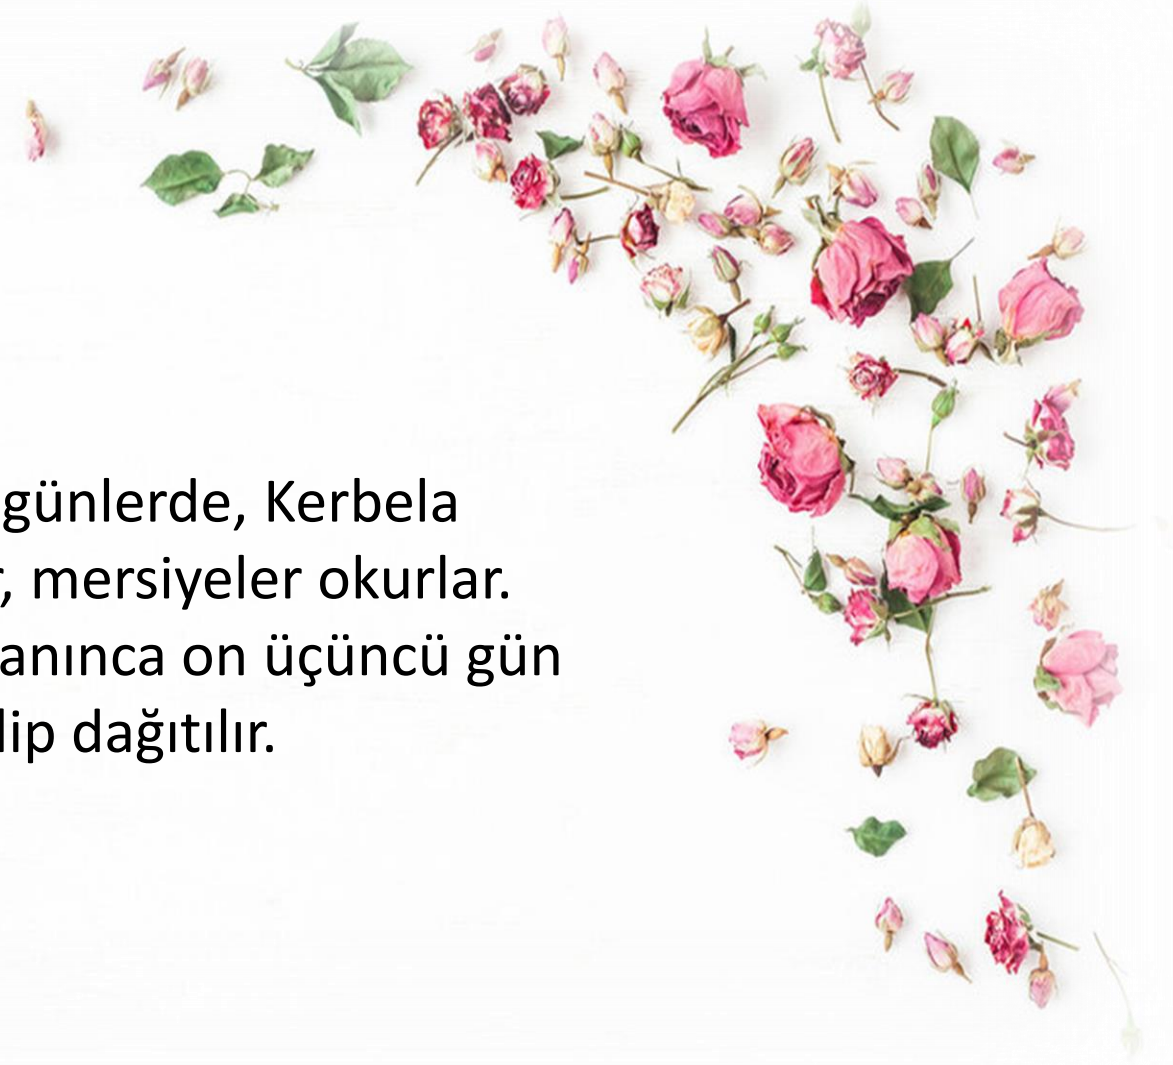 günlerde, Kerbela
, mersiyeler okurlar.
anınca on üçüncü gün
lip dağıtılır.